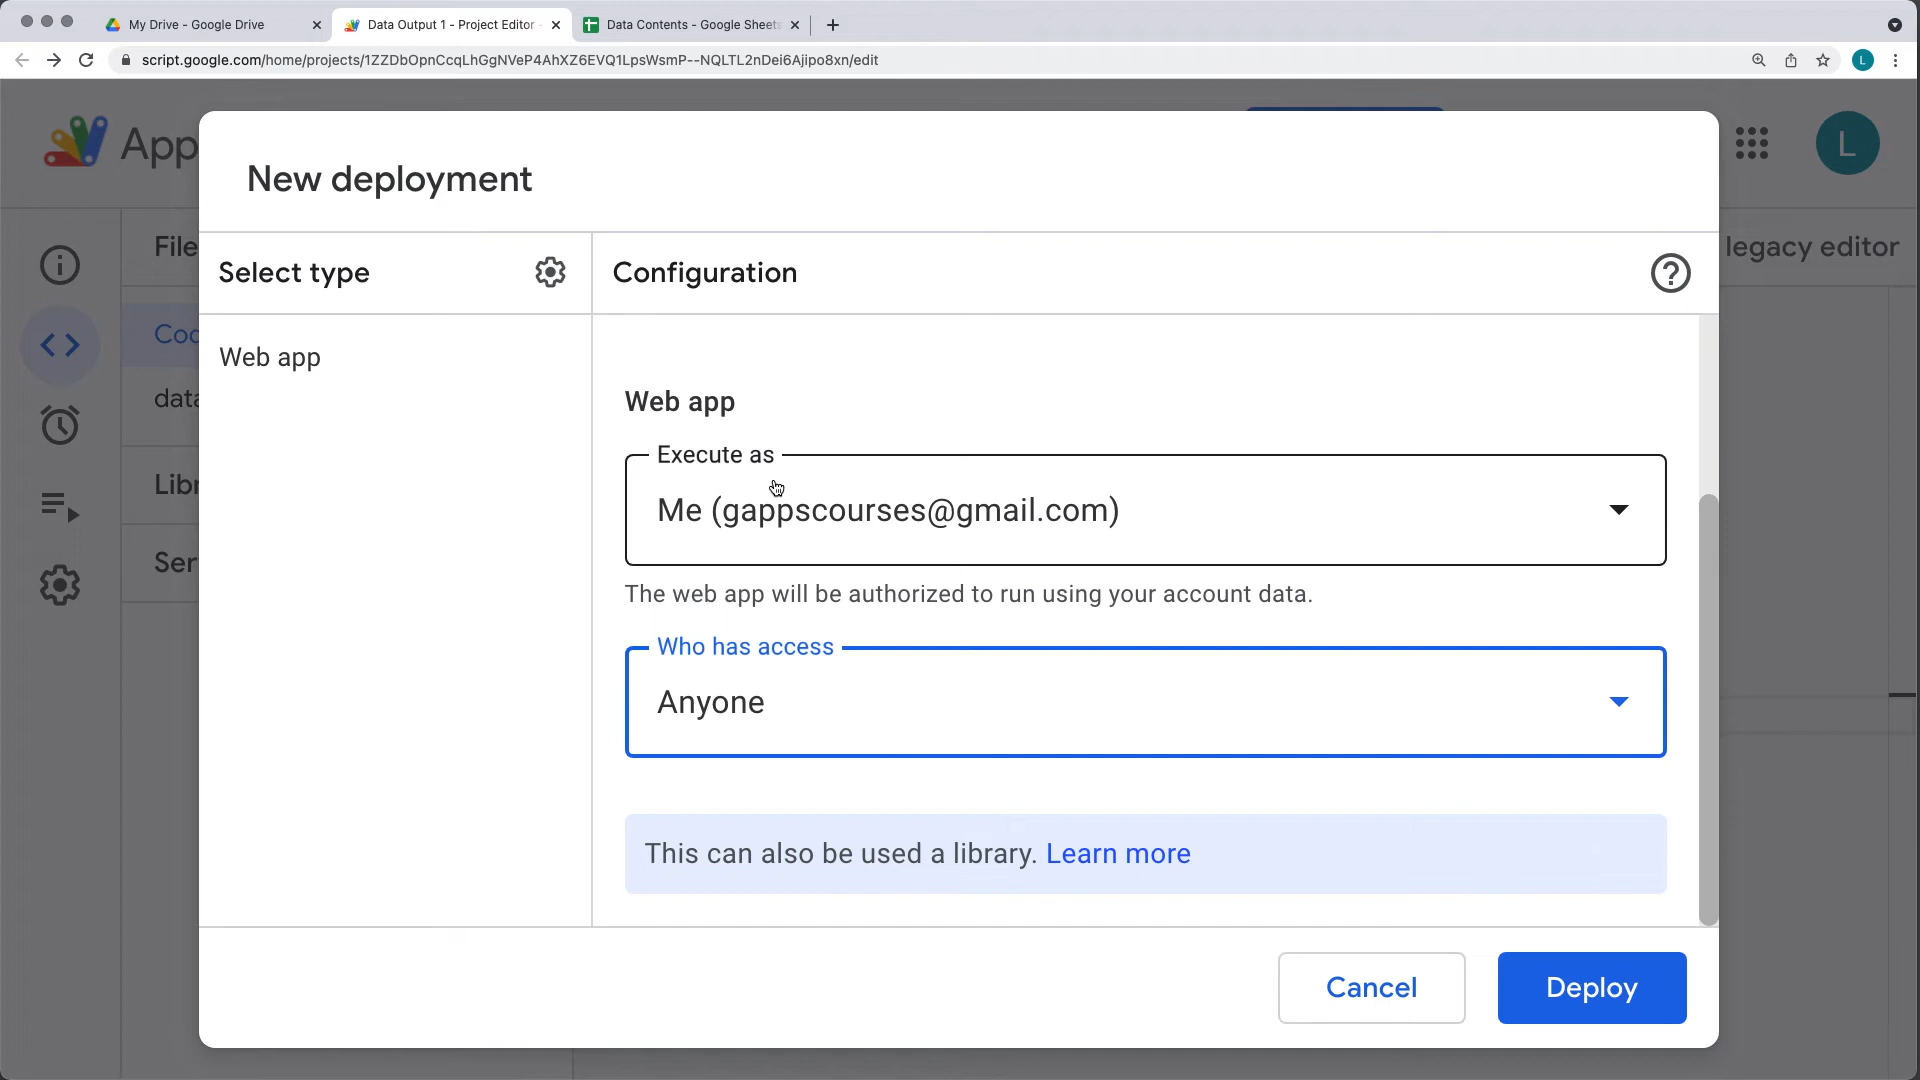 My Drive - Google Drive
Data Output 1 - Project Editor -
Data Contents - Google Sheets
script.google.com/home/projects/1ZZDbOpnCcqLhGgNVeP4AhXZ6EVQ1LpsWsmP--NQLTL2nDei6Ajipo8xn/edit
L
App
L
New deployment
File
legacy editor
Select type
Configuration
Cod
Web app
data
Web app
Execute as
Me (gappscourses@gmail.com)
Libr
Ser
The web app will be authorized to run using your account data.
Who has access
Anyone
This can also be used a library. Learn more
Cancel
Deploy